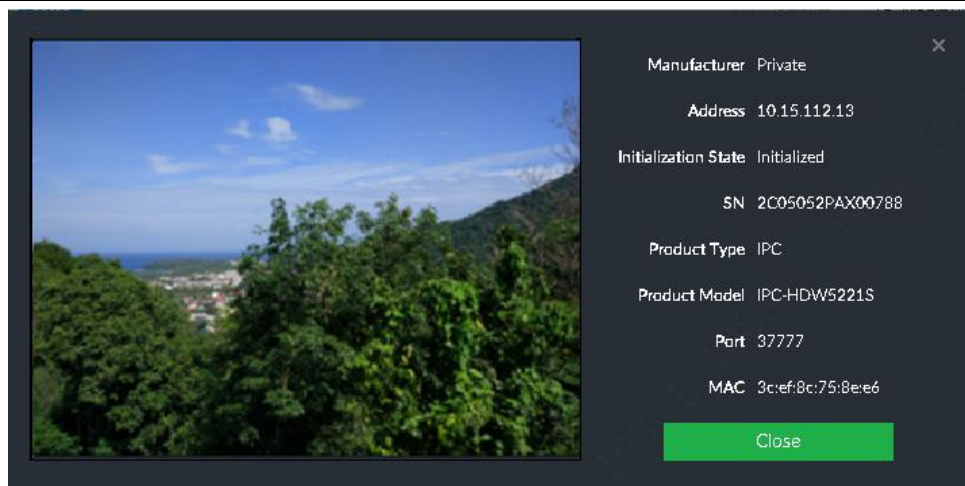 Manufacturer Private
Address 10.15.112.13
Initialization State Initialized
SN 2C05052PAX00788
Product Type IPC
Product Model IPC-HDW5221S
Port 37777
MAC 3c:ef:8c:75:8e:e6
Close